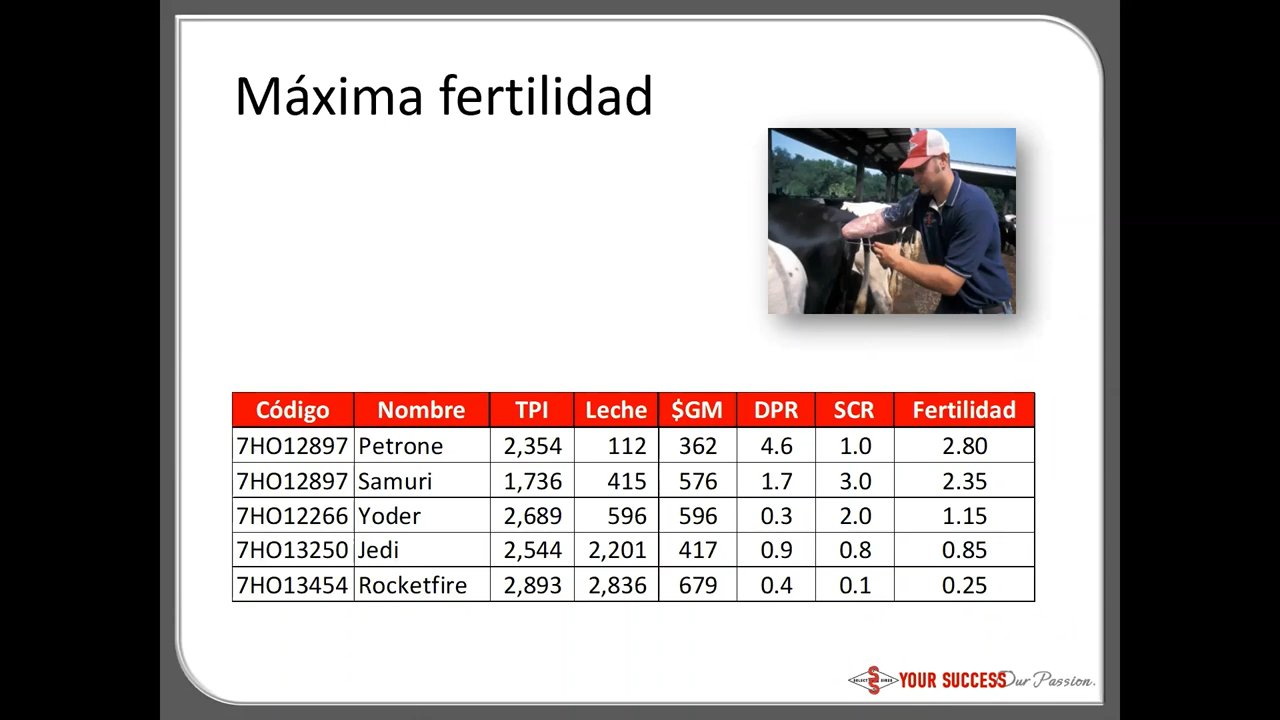 Máxima fertilidad
Código Nombre TPI Leche $GM DPR SCR Fertilidad
7HO12897 Petrone 2,354 112 362 4.6 1.0 2.80
7HO12897 Samuri 1,736 415 576 1.7 3.0 2.35
7HO12266 Yoder 2,689 596 596 0.3 2.0 1.15
7HO13250 Jedi 2,544 2,201 417 0.9 0.8 0.85
7HO13454 Rocketfire 2,893 2,836 679 0.4 0.1 0.25
SELECT SIRES YOUR SUCCESS Our Passion.